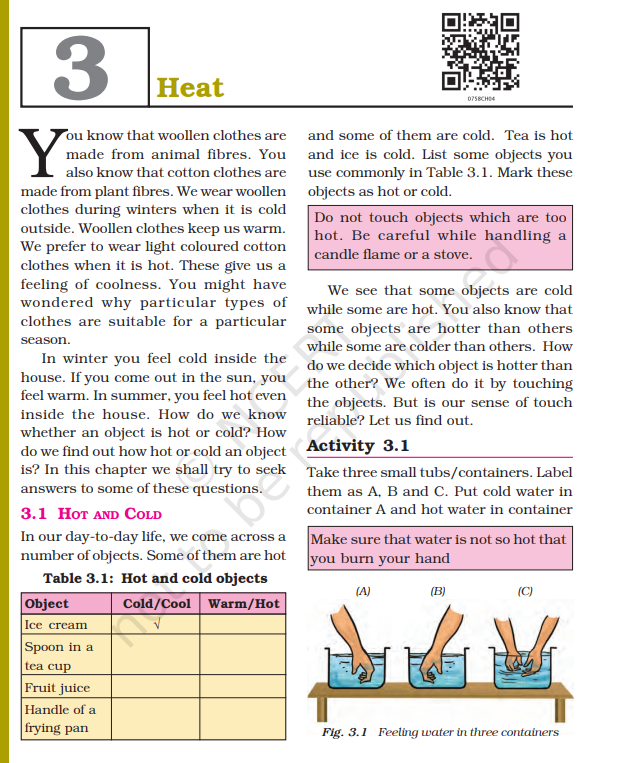 3
Heat
0758CH04
You know that woollen clothes are
made from animal fibres. You
also know that cotton clothes are
made from plant fibres. We wear woollen
clothes during winters when it is cold
outside. Woollen clothes keep us warm.
We prefer to wear light coloured cotton
clothes when it is hot. These give us a
feeling of coolness. You might have
wondered why particular types of
clothes are suitable for a particular
season.
In winter you feel cold inside the
house. If you come out in the sun, you
feel warm. In summer, you feel hot even
inside the house. How do we know
whether an object is hot or cold? How
do we find out how hot or cold an object
is? In this chapter we shall try to seek
answers to some of these questions.
3.1 HOT AND COLD
In our day-to-day life, we come across a
number of objects. Some of them are hot
Table 3.1: Hot and cold objects
Object Cold/Cool Warm/Hot
Ice cream √
Spoon in a
tea cup
Fruit juice
Handle of a
frying pan
and some of them are cold. Tea is hot
and ice is cold. List some objects you
use commonly in Table 3.1. Mark these
objects as hot or cold.
Do not touch objects which are too
hot. Be careful while handling a
candle flame or a stove.
We see that some objects are cold
while some are hot. You also know that
some objects are hotter than others
while some are colder than others. How
do we decide which object is hotter than
the other? We often do it by touching
the objects. But is our sense of touch
reliable? Let us find out.
Activity 3.1
Take three small tubs/containers. Label
them as A, B and C. Put cold water in
container A and hot water in container
Make sure that water is not so hot that
you burn your hand
(A) (B) (C)
Fig. 3.1 Feeling water in three containers
© NCERT
not to be republished